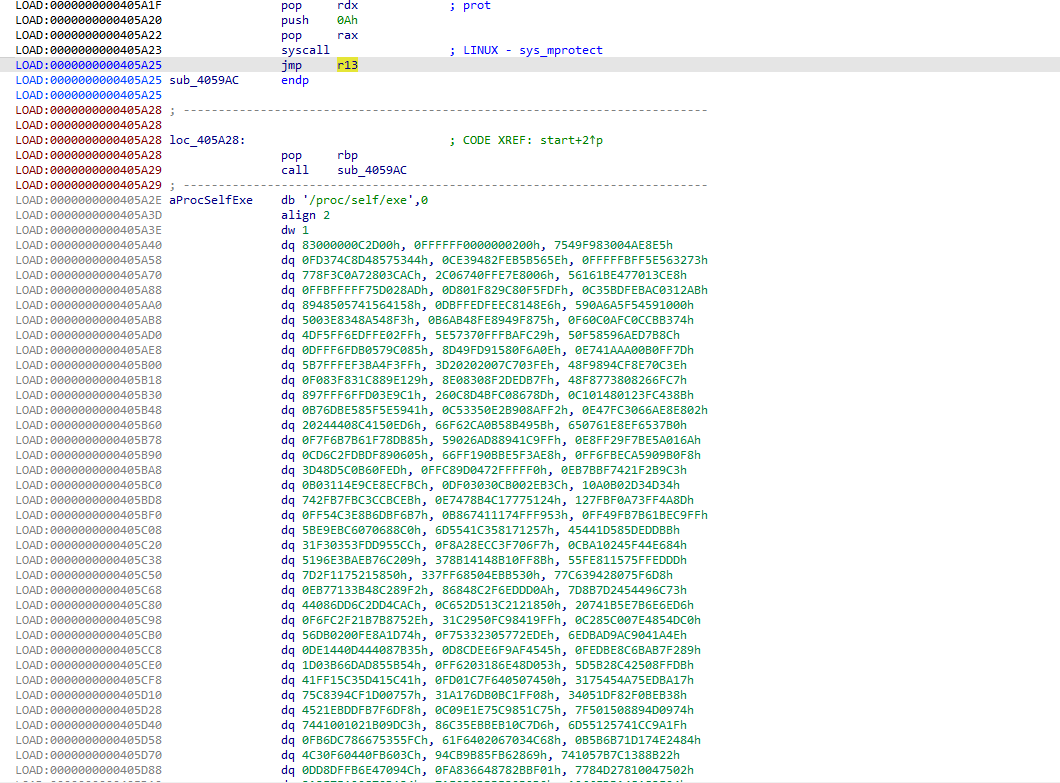 LOAD:0000000000405A1F pop rdx ; prot
LOAD:0000000000405A20 push 0Ah
LOAD:0000000000405A22 pop rax
LOAD:0000000000405A23 syscall ; LINUX - sys_mprotect
LOAD:0000000000405A25 jmp r13
LOAD:0000000000405A25 sub_4059AC endp
LOAD:0000000000405A25
LOAD:0000000000405A28 ; ---------------------------------------------------------------------------
LOAD:0000000000405A28
LOAD:0000000000405A28 loc_405A28: ; CODE XREF: start+2↑p
LOAD:0000000000405A28 pop rbp
LOAD:0000000000405A29 call sub_4059AC
LOAD:0000000000405A29 ; ---------------------------------------------------------------------------
LOAD:0000000000405A2E aProcSelfExe db '/proc/self/exe',0
LOAD:0000000000405A3D align 2
LOAD:0000000000405A3E dw 1
LOAD:0000000000405A40 dq 83000000C2D00h, 0FFFFFF0000000200h, 7549F983004AE8E5h
LOAD:0000000000405A58 dq 0FD374C8D48575344h, 0CE39482FEB5B565Eh, 0FFFFFBFF5E563273h
LOAD:0000000000405A70 dq 778F3C0A72803CACh, 2C06740FFE7E8006h, 56161BE477013CE8h
LOAD:0000000000405A88 dq 0FFBFFFFF75D028ADh, 0D801F829C80F5FDFh, 0C35BDFEBAC0312ABh
LOAD:0000000000405AA0 dq 8948505741564158h, 0DBFFEDFEEC8148E6h, 590A6A5F54591000h
LOAD:0000000000405AB8 dq 5003E8348A548F3h, 0B6AB48FE8949F875h, 0F60C0AFC0CCBB374h
LOAD:0000000000405AD0 dq 4DF5FF6EDFFE02FFh, 5E57370FFFBAFC29h, 50F58596AED7B8Ch
LOAD:0000000000405AE8 dq 0DFFF6FDB0579C085h, 8D49FD91580F6A0Eh, 0E741AAA00B0FF7Dh
LOAD:0000000000405B00 dq 5B7FFFEF3BA4F3FFh, 3D20202007C703FEh, 48F9894CF8E70C3Eh
LOAD:0000000000405B18 dq 0F083F831C889E129h, 8E08308F2DEDB7Fh, 48F8773808266FC7h
LOAD:0000000000405B30 dq 897FFF6FFD03E9C1h, 260C8D4BFC08678Dh, 0C101480123FC438Bh
LOAD:0000000000405B48 dq 0B76DBE585F5E5941h, 0C53350E2B908AFF2h, 0E47FC3066AE8E802h
LOAD:0000000000405B60 dq 20244408C4150ED6h, 66F62CA0B58B495Bh, 650761E8EF6537B0h
LOAD:0000000000405B78 dq 0F7F6B7B61F78DB85h, 59026AD88941C9FFh, 0E8FF29F7BE5A016Ah
LOAD:0000000000405B90 dq 0CD6C2FDBDF890605h, 66FF190BBE5F3AE8h, 0FF6FBECA5909B0F8h
LOAD:0000000000405BA8 dq 3D48D5C0B60FEDh, 0FFC89D0472FFFFF0h, 0EB7BBF7421F2B9C3h
LOAD:0000000000405BC0 dq 0B03114E9CE8ECFBCh, 0DF03030CB002EB3Ch, 10A0B02D34D34h
LOAD:0000000000405BD8 dq 742FB7FBC3CCBCEBh, 0E7478B4C17775124h, 127FBF0A73FF4A8Dh
LOAD:0000000000405BF0 dq 0FF54C3E8B6DBF6B7h, 0B867411174FFF953h, 0FF49FB7B61BEC9FFh
LOAD:0000000000405C08 dq 5BE9EBC6070688C0h, 6D5541C358171257h, 45441D585DEDDBBh
LOAD:0000000000405C20 dq 31F30353FDD955CCh, 0F8A28ECC3F706F7h, 0CBA10245F44E684h
LOAD:0000000000405C38 dq 5196E3BAEB76C209h, 378B14148B10FF8Bh, 55FE811575FFEDDDh
LOAD:0000000000405C50 dq 7D2F1175215850h, 337FF68504EBB530h, 77C639428075F6D8h
LOAD:0000000000405C68 dq 0EB77133B48C289F2h, 86848C2F6EDDD0Ah, 7D8B7D2454496C73h
LOAD:0000000000405C80 dq 44086DD6C2DD4CACh, 0C652D513C2121850h, 20741B5E7B6E6ED6h
LOAD:0000000000405C98 dq 0F6FC2F21B7B8752Eh, 31C2950FC98419FFh, 0C285C007E4854DC0h
LOAD:0000000000405CB0 dq 56DB0200FE8A1D74h, 0F75332305772EDEh, 6EDBAD9AC9041A4Eh
LOAD:0000000000405CC8 dq 0DE1440D444087B35h, 0D8CDEE6F9AF4545h, 0FEDBE8C6BAB7F289h
LOAD:0000000000405CE0 dq 1D03B66DAD855B54h, 0FF6203186E48D053h, 5D5B28C42508FFDBh
LOAD:0000000000405CF8 dq 41FF15C35D415C41h, 0FD01C7F640507450h, 3175454A75EDBA17h
LOAD:0000000000405D10 dq 75C8394CF1D00757h, 31A176DB0BC1FF08h, 34051DF82F0BEB38h
LOAD:0000000000405D28 dq 4521EBDDFB7F6DF8h, 0C09E1E75C9851C75h, 7F501508894D0974h
LOAD:0000000000405D40 dq 7441001021B09DC3h, 86C35EBBEB10C7D6h, 6D55125741CC9A1Fh
LOAD:0000000000405D58 dq 0FB6DC786675355FCh, 61F6402067034C68h, 0B5B6B71D174E2484h
LOAD:0000000000405D70 dq 4C30F60440FB603Ch, 94CB9B85FB62869h, 741057B7C1388B22h
LOAD:0000000000405D88 dq 0DD8DFFB6E47094Ch, 0FA836648782BBF01h, 7784D27810047502h